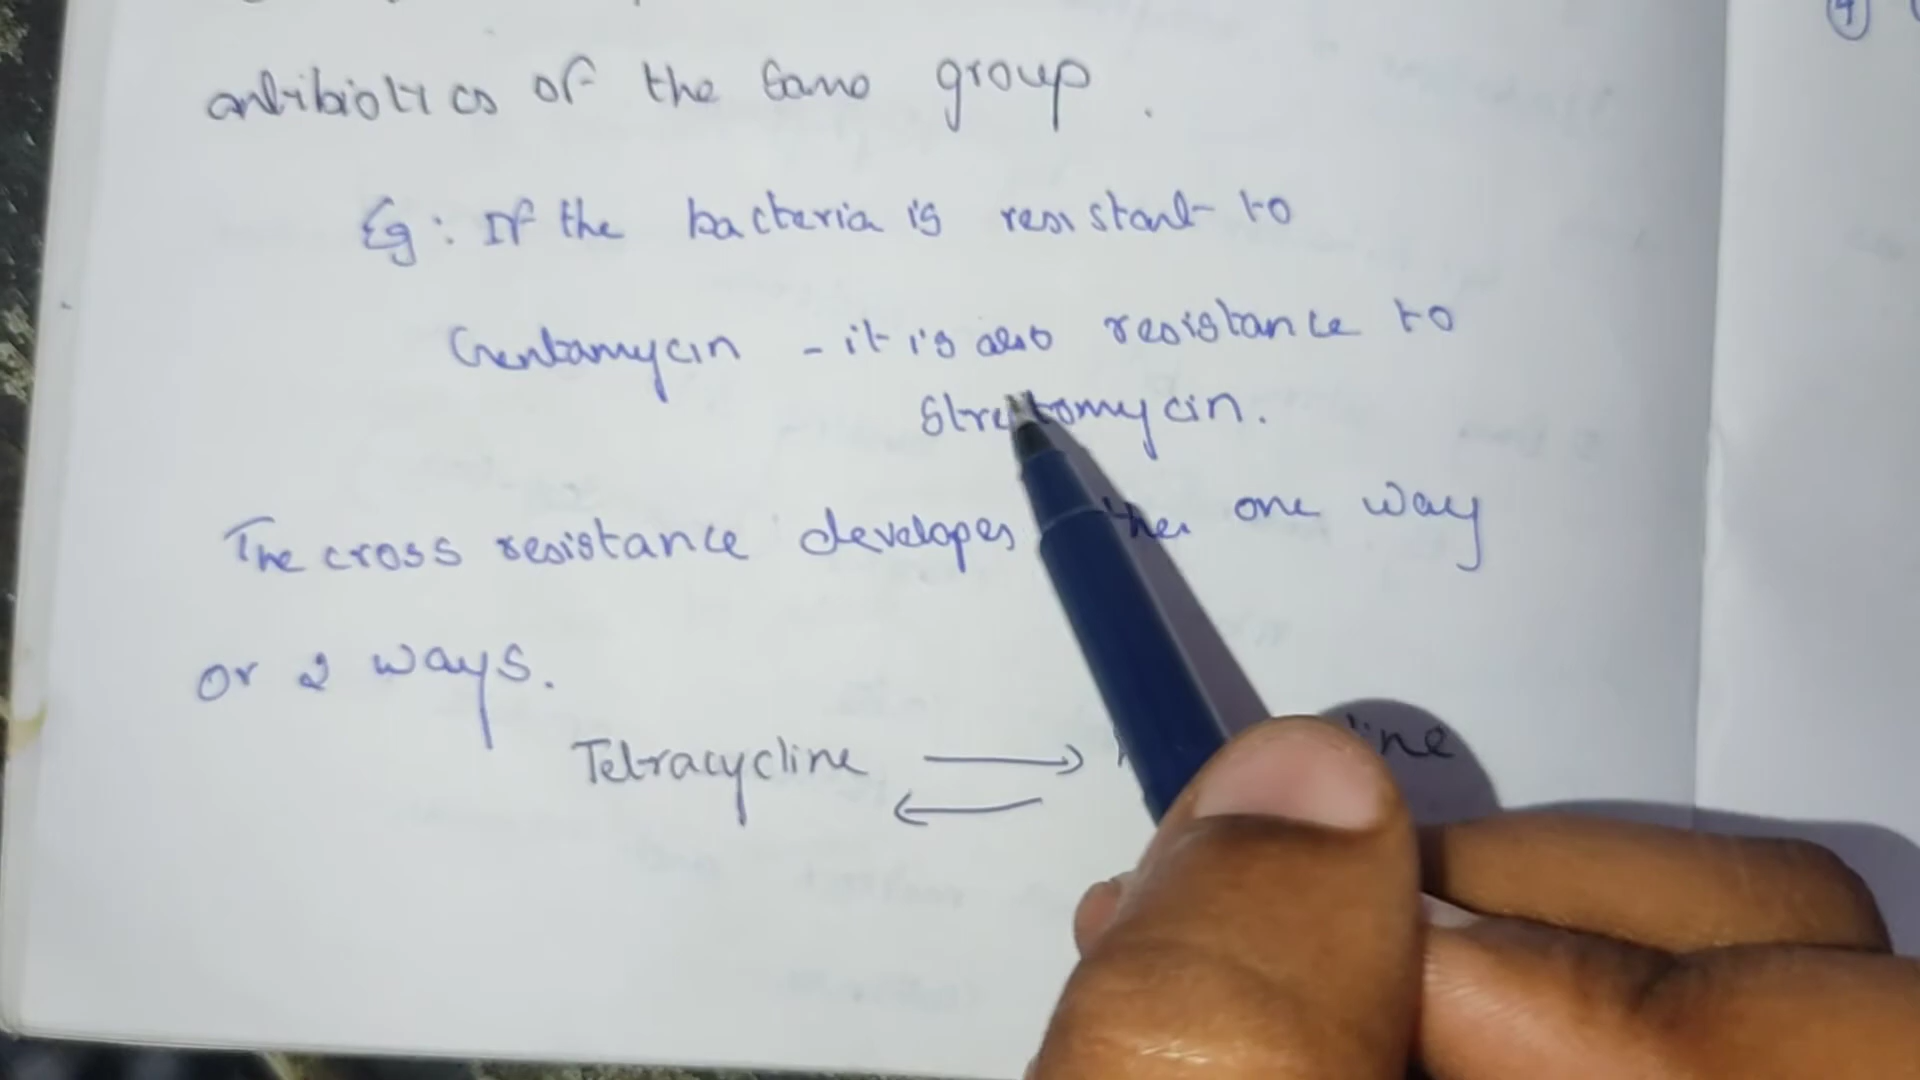 antibiotics of the same group.
Eg: If the bacteria is resistant to
Gentamycin - it is also resistance to
Streptomycin.
The cross resistance developes one way
or 2 ways.
Tetracycline